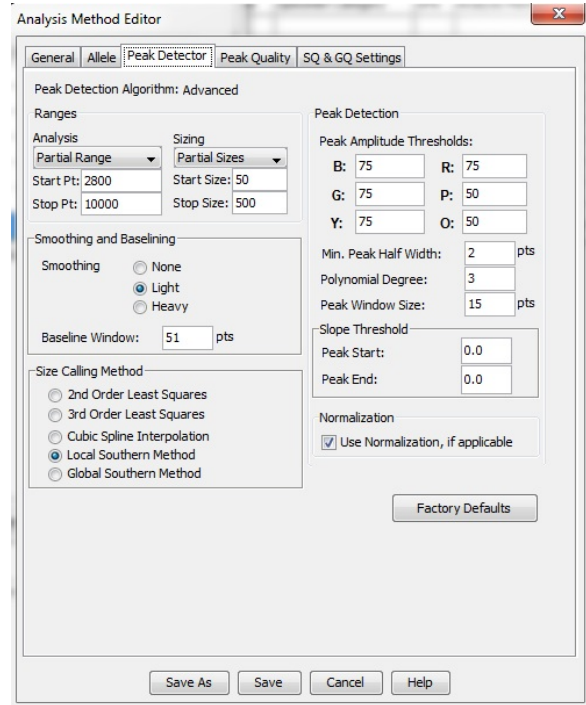 Analysis Method Editor
General Allele Peak Detector Peak Quality SQ & GQ Settings
Peak Detection Algorithm: Advanced
Ranges
Analysis Sizing
Partial Range Partial Sizes
Start Pt: 2800 Start Size: 50
Stop Pt: 10000 Stop Size: 500
Smoothing and Baselining
Smoothing None
Light
Heavy
Baseline Window: 51 pts
Size Calling Method
2nd Order Least Squares
3rd Order Least Squares
Cubic Spline Interpolation
Local Southern Method
Global Southern Method
Peak Detection
Peak Amplitude Thresholds:
B: 75 R: 75
G: 75 P: 50
Y: 75 O: 50
Min. Peak Half Width: 2 pts
Polynomial Degree: 3
Peak Window Size: 15 pts
Slope Threshold
Peak Start: 0.0
Peak End: 0.0
Normalization
Use Normalization, if applicable
Factory Defaults
Save As Save Cancel Help